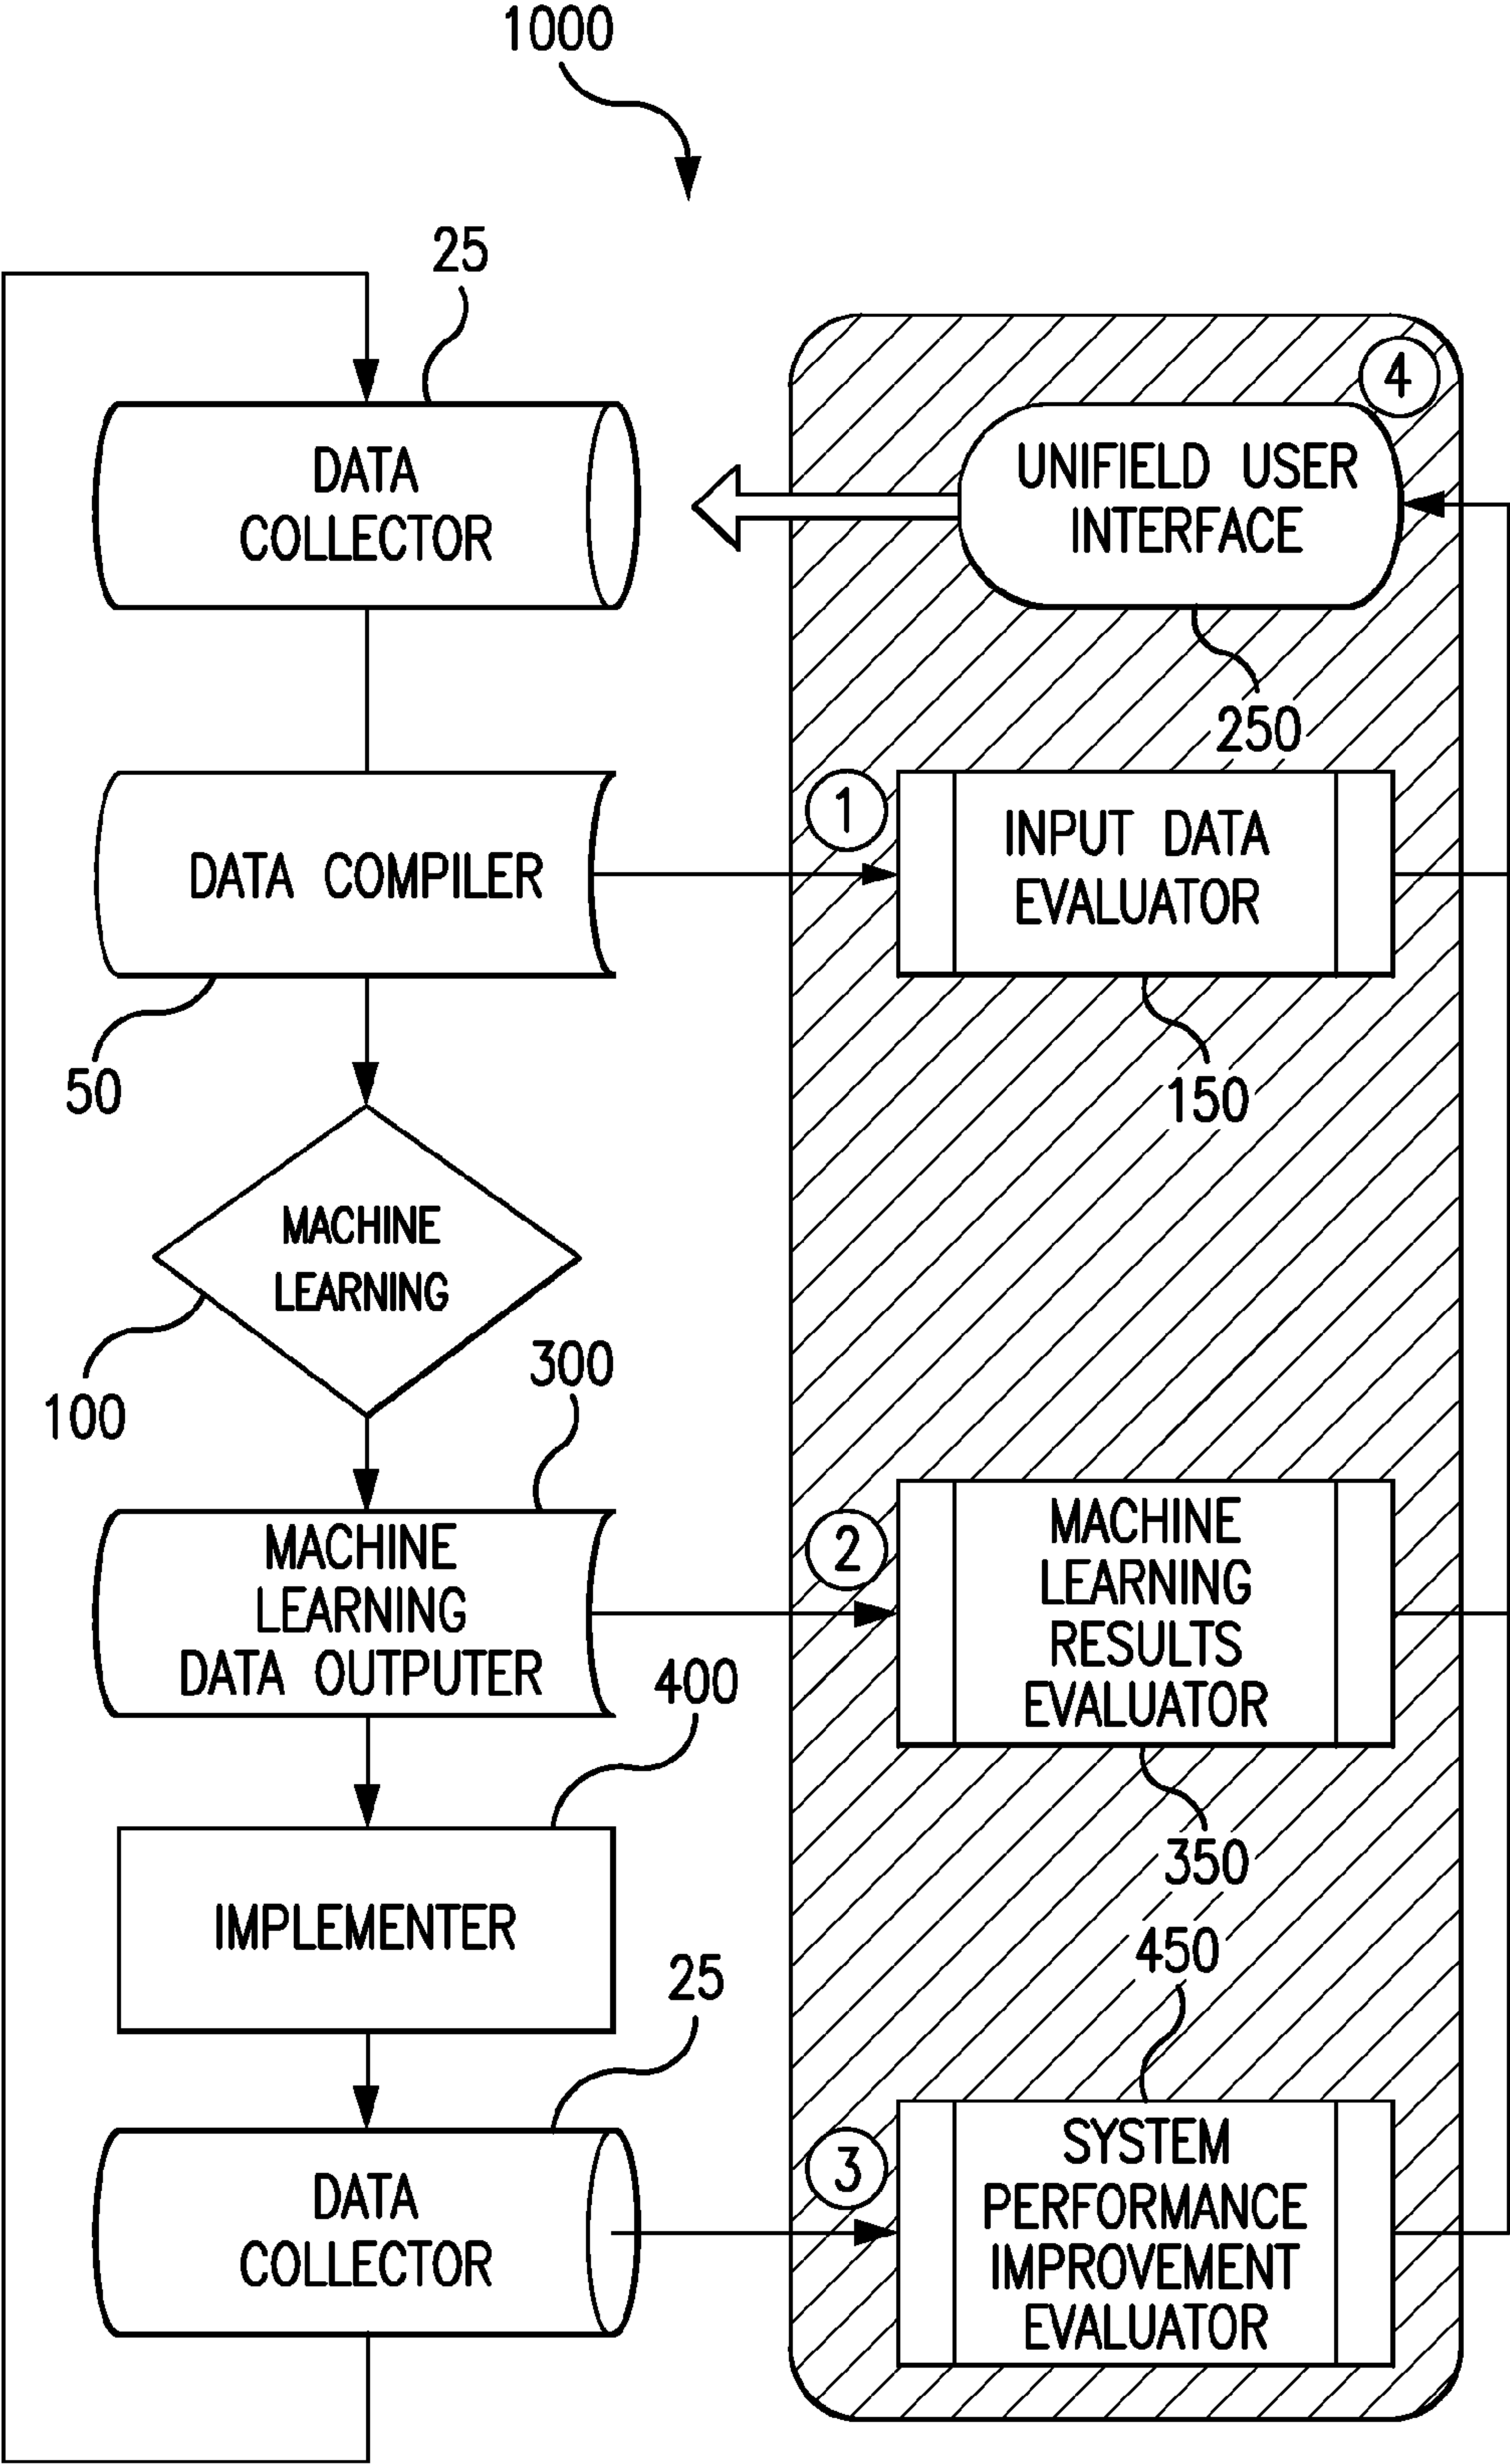 1000
25
4
DATA
COLLECTOR
UNIFIELD USER
INTERFACE
250
1
DATA COMPILER
INPUT DATA
EVALUATOR
50
150
MACHINE
LEARNING
100
300
MACHINE
LEARNING
DATA OUTPUTER
2
MACHINE
LEARNING
RESULTS
EVALUATOR
400
350
IMPLEMENTER
450
25
3
DATA
COLLECTOR
SYSTEM
PERFORMANCE
IMPROVEMENT
EVALUATOR